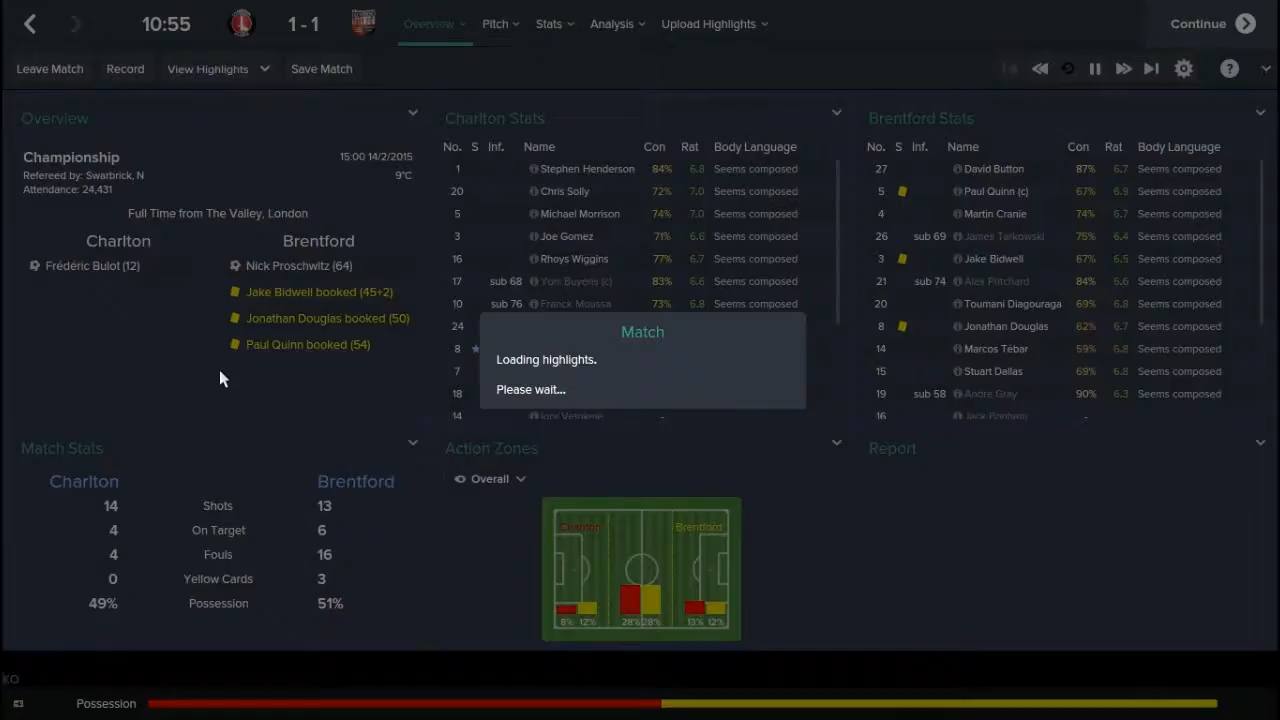 10:55 1 - 1 Overview Pitch Stats Analysis Upload Highlights Continue
Leave Match Record View Highlights Save Match ?
Overview
Championship 15:00 14/2/2015
Refereed by: Swarbrick, N 9°C
Attendance: 24,431
Full Time from The Valley, London
Charlton Brentford
Frédéric Bulot (12) Nick Proschwitz (64)
Jake Bidwell booked (45+2)
Jonathan Douglas booked (50)
Paul Quinn booked (54)
Charlton Stats
No. S Inf. Name Con Rat Body Language
1 Stephen Henderson 84% 6.8 Seems composed
20 Chris Solly 72% 7.0 Seems composed
5 Michael Morrison 74% 7.0 Seems composed
3 Joe Gomez 71% 6.6 Seems composed
16 Rhoys Wiggins 77% 6.7 Seems composed
17 sub 68 Yoni Buyens (c) 83% 6.6 Seems composed
10 sub 76 Franck Moussa 73% 6.8 Seems composed
24
8
7
18
14 Igor Vetokele -
Match
Loading highlights.
Please wait...
Brentford Stats
No. S Inf. Name Con Rat Body Language
27 David Button 87% 6.7 Seems composed
5 Paul Quinn (c) 67% 6.9 Seems composed
4 Martin Cranie 74% 6.7 Seems composed
26 sub 69 James Tarkowski 75% 6.4 Seems composed
3 Jake Bidwell 67% 6.5 Seems composed
21 sub 74 Alex Pritchard 84% 6.6 Seems composed
20 Toumani Diagouraga 69% 6.8 Seems composed
8 Jonathan Douglas 62% 6.7 Seems composed
14 Marcos Tébar 59% 6.8 Seems composed
15 Stuart Dallas 69% 6.8 Seems composed
19 sub 58 Andre Gray 90% 6.3 Seems composed
16 Jack Bonham -
Match Stats
Charlton Brentford
14 Shots 13
4 On Target 6
4 Fouls 16
0 Yellow Cards 3
49% Possession 51%
Action Zones
Overall
Charlton Brentford
8% 12% 28% 28% 13% 12%
Report
KO
Possession